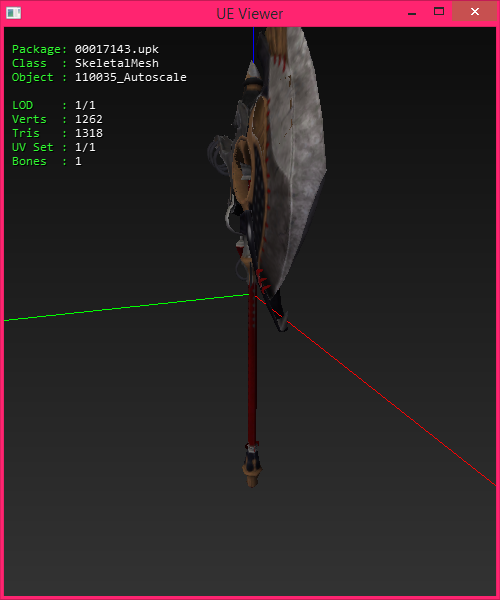 UE Viewer
Package: 00017143.upk
Class : SkeletalMesh
Object : 110035_Autoscale
LOD : 1/1
Verts : 1262
Tris : 1318
UV Set : 1/1
Bones : 1